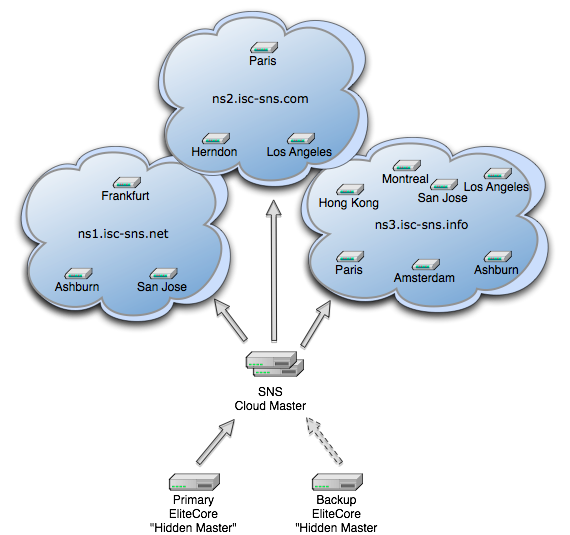 Paris
ns2.isc-sns.com
Herndon
Los Angeles
Frankfurt
ns1.isc-sns.net
Ashburn
San Jose
Montreal
Los Angeles
San Jose
Hong Kong
ns3.isc-sns.info
Paris
Amsterdam
Ashburn
SNS
Cloud Master
Primary
EliteCore
"Hidden Master"
Backup
EliteCore
"Hidden Master